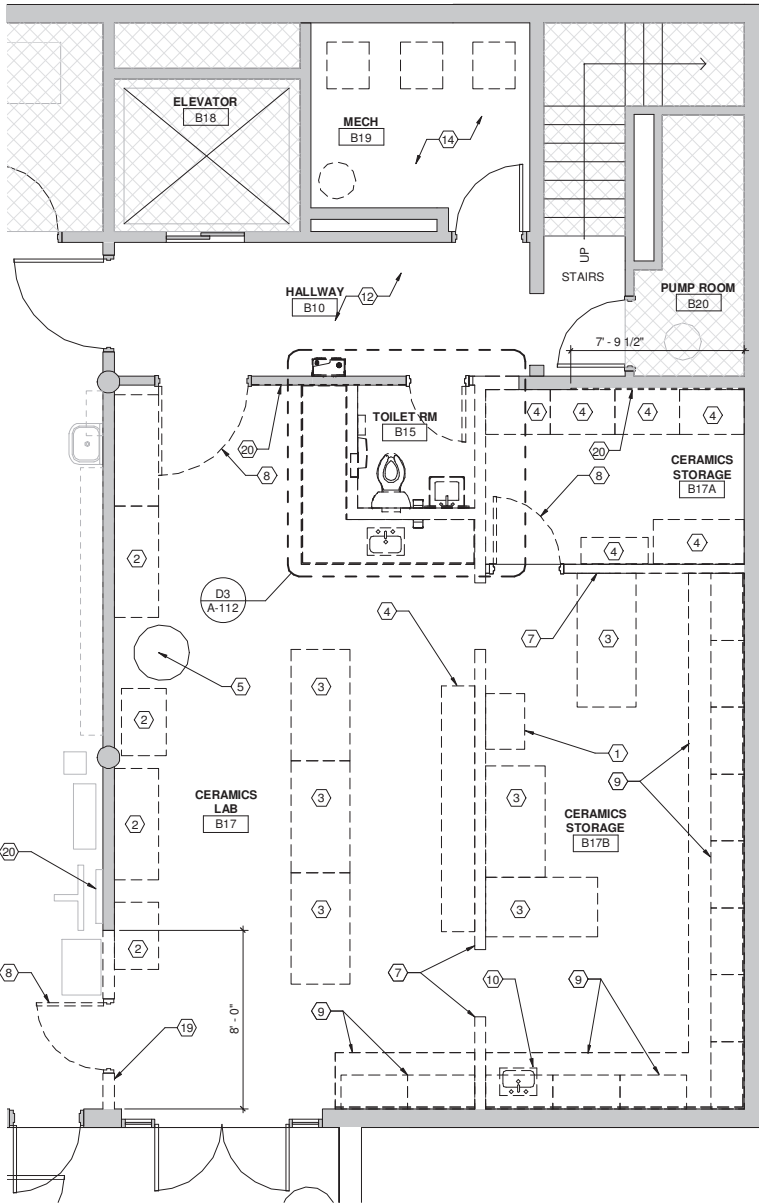 ELEVATOR
B18
MECH
B19
14
UP
STAIRS
HALLWAY
B10
12
PUMP ROOM
B20
7' - 9 1/2"
TOILET RM
B15
4
4
4
4
20
8
20
8
CERAMICS
STORAGE
B17A
4
4
2
D3
A-112
4
7
3
5
3
2
1
9
CERAMICS
LAB
B17
2
3
3
CERAMICS
STORAGE
B17B
20
2
3
3
8
7
10
9
9
19
8' - 0"